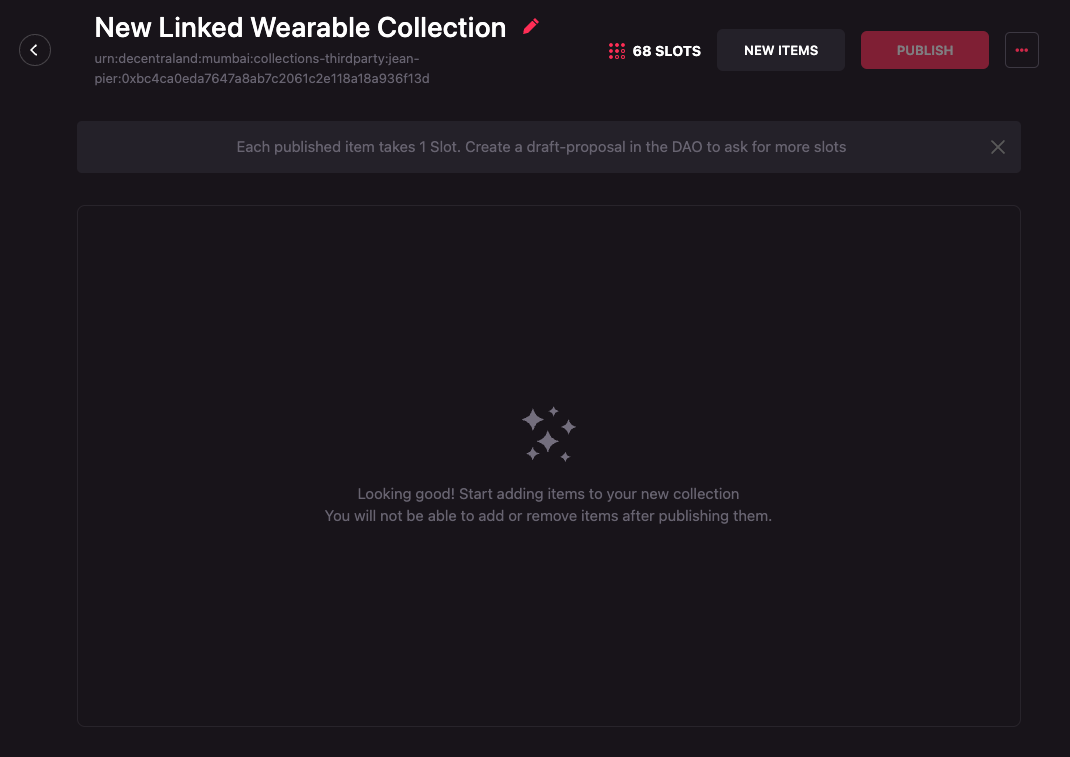 New Linked Wearable Collection
urn:decentraland:mumbai:collections-thirdparty:jean-
pier:0xbc4ca0eda7647a8ab7c2061c2e118a18a936f13d
68 SLOTS
NEW ITEMS
PUBLISH
Each published item takes 1 Slot. Create a draft-proposal in the DAO to ask for more slots
Looking good! Start adding items to your new collection
You will not be able to add or remove items after publishing them.